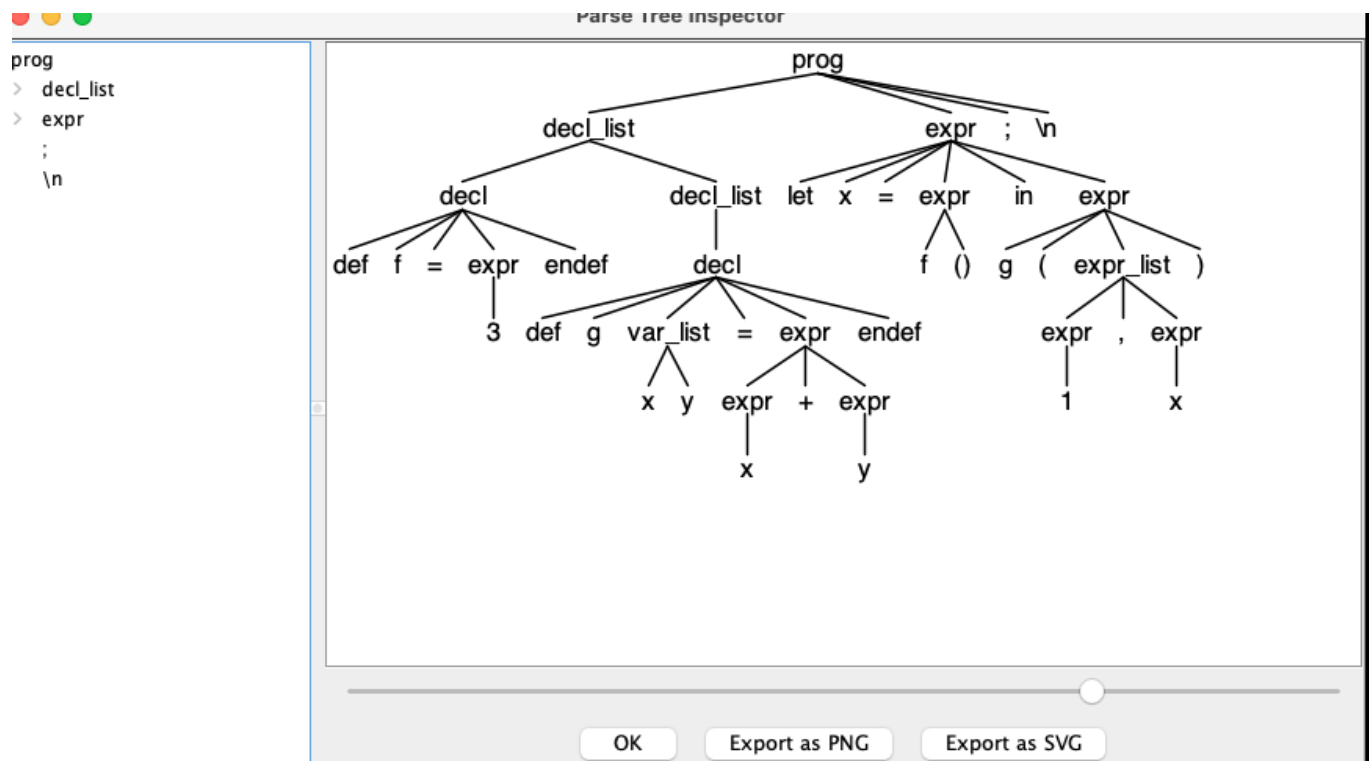 Parse Tree Inspector
prog
decl_list
expr
;
\n
prog
decl_list expr ; \n
decl decl_list let x = expr in expr
def f = expr endef decl f () g ( expr_list )
3 def g var_list = expr endef expr , expr
x y expr + expr 1 x
x y
OK Export as PNG Export as SVG